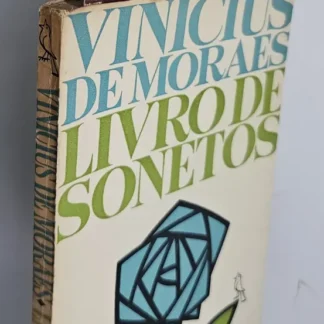 VINICIUS
DE MORAES
LIVRO DE
SONETOS
VINICIUS DE MORAES